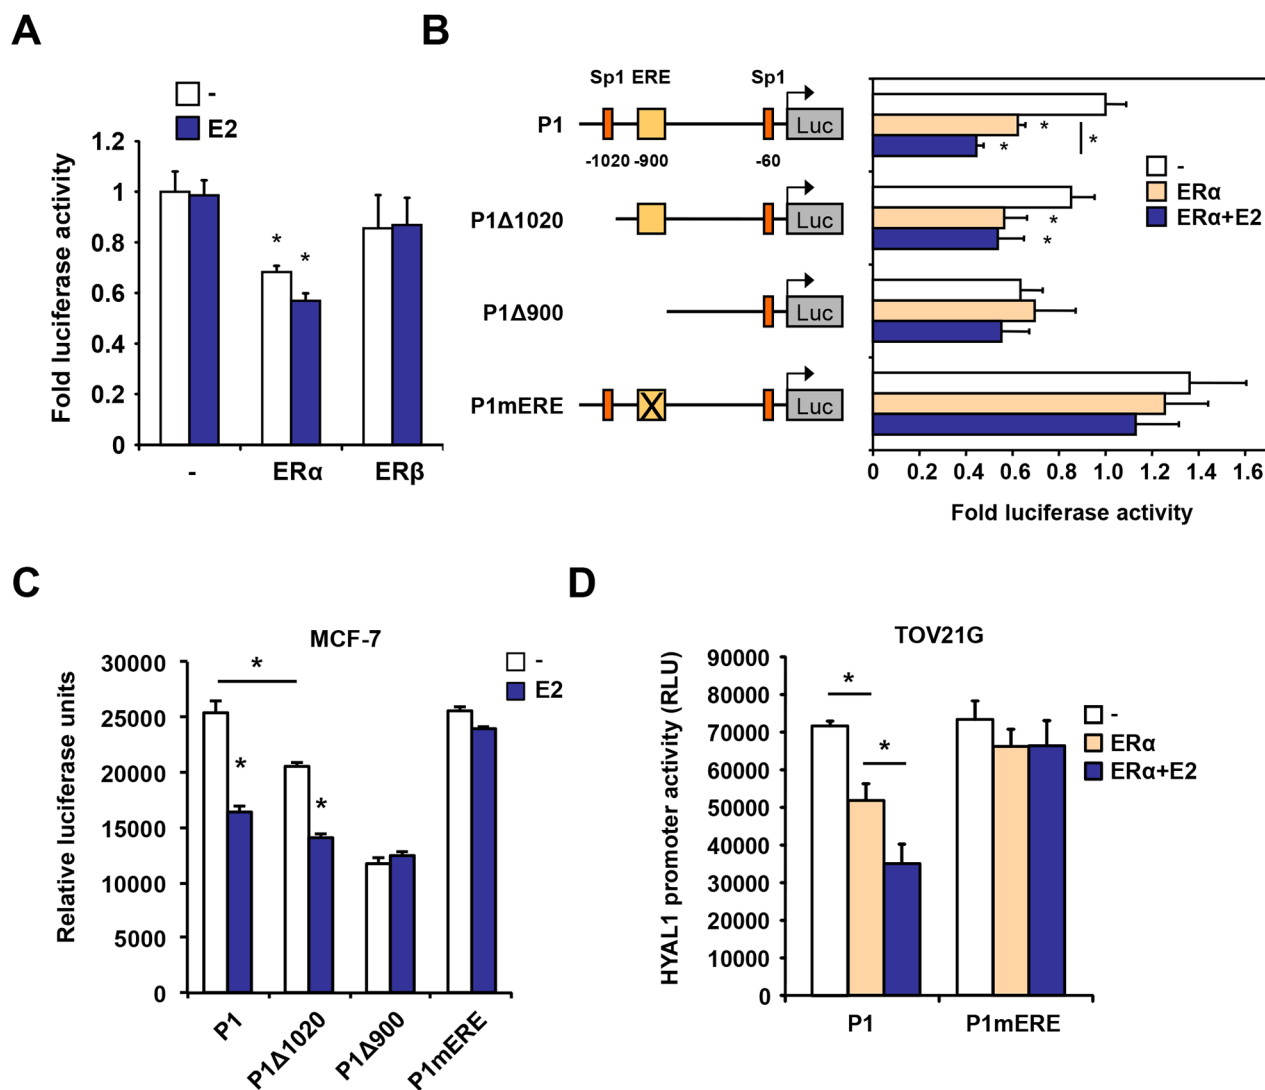 A
-
E2
Fold luciferase activity
1.2
1
0.8
0.6
0.4
0.2
0
*
*
-
ERα
ERβ
B
Sp1 ERE Sp1
P1
Luc
-1020 -900 -60
P1Δ1020
Luc
P1Δ900
Luc
P1mERE
X
Luc
*
*
*
*
*
-
ERα
ERα+E2
0 0.2 0.4 0.6 0.8 1.0 1.2 1.4 1.6
Fold luciferase activity
C
MCF-7
-
E2
Relative luciferase units
30000
25000
20000
15000
10000
5000
0
*
*
*
P1
P1Δ1020
P1Δ900
P1mERE
D
TOV21G
HYAL1 promoter activity (RLU)
90000
80000
70000
60000
50000
40000
30000
20000
10000
0
*
*
-
ERα
ERα+E2
P1
P1mERE